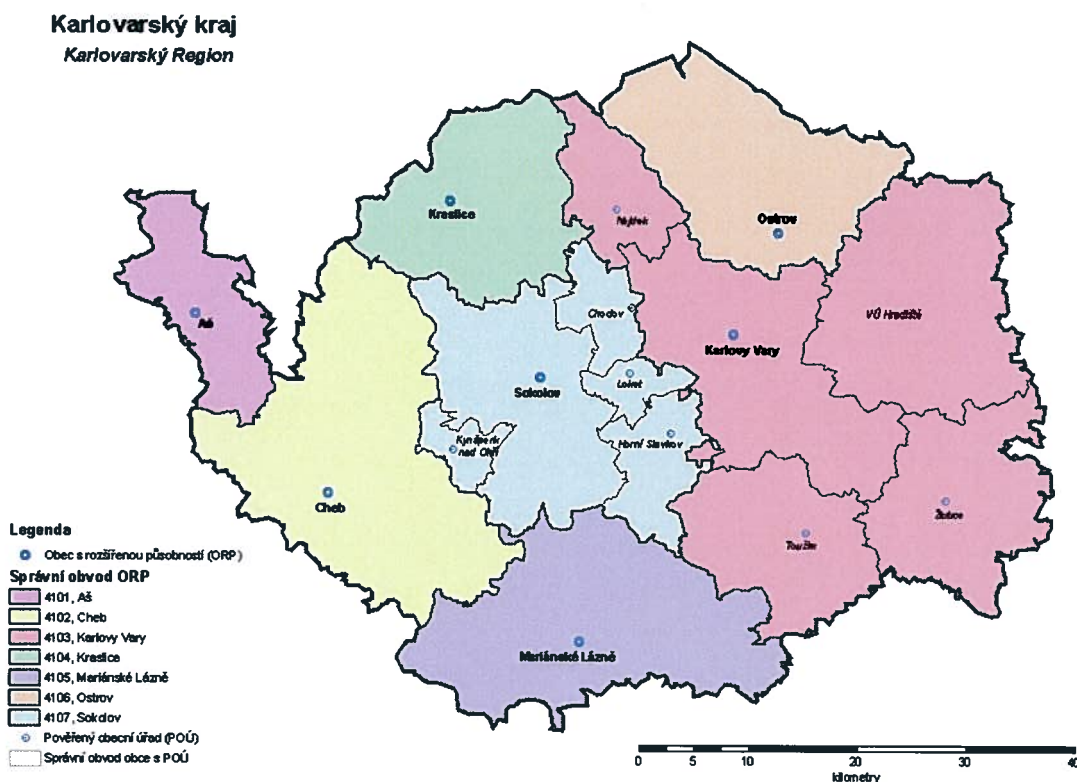 Karlovarský kraj
Karlovarský Region
Kraslice
Nejdek
Ostrov
Aš
Chodov
VÚ Hradiště
Karlovy Vary
Loket
Sokolov
Kynšperk
nad Ohří
Horní Slavkov
Cheb
Žlutice
Toužim
Mariánské Lázně
Legenda
Obec s rozšířenou působností (ORP)
Správní obvod ORP
4101, Aš
4102, Cheb
4103, Karlovy Vary
4104, Kraslice
4105, Mariánské Lázně
4106, Ostrov
4107, Sokolov
Pověřený obecní úřad (POÚ)
Správní obvod obce s POÚ
0 5 10 20 30 40
kilometry